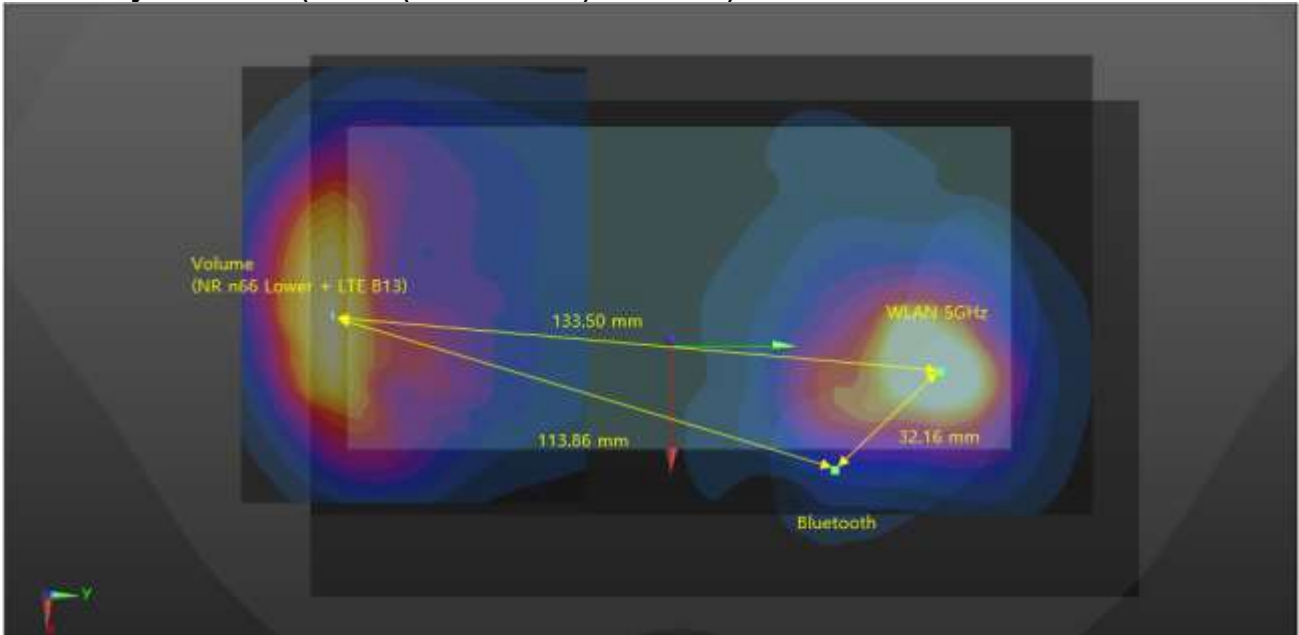 Volume
(NR n66 Lower + LTE B13)
WLAN 5GHz
133.50 mm
113.86 mm
32.16 mm
Bluetooth
Y